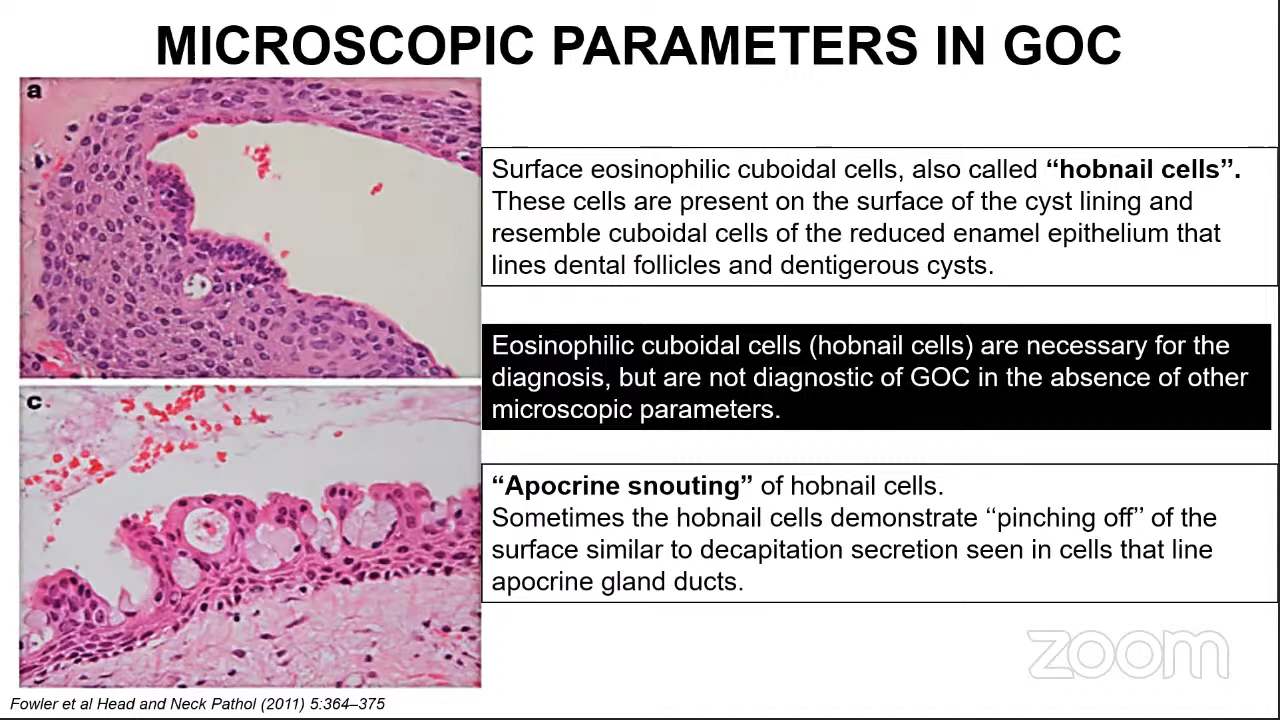 MICROSCOPIC PARAMETERS IN GOC
a
Surface eosinophilic cuboidal cells, also called “hobnail cells”.
These cells are present on the surface of the cyst lining and
resemble cuboidal cells of the reduced enamel epithelium that
lines dental follicles and dentigerous cysts.
Eosinophilic cuboidal cells (hobnail cells) are necessary for the
diagnosis, but are not diagnostic of GOC in the absence of other
microscopic parameters.
c
“Apocrine snouting” of hobnail cells.
Sometimes the hobnail cells demonstrate ‘‘pinching off’’ of the
surface similar to decapitation secretion seen in cells that line
apocrine gland ducts.
zoom
Fowler et al Head and Neck Pathol (2011) 5:364–375